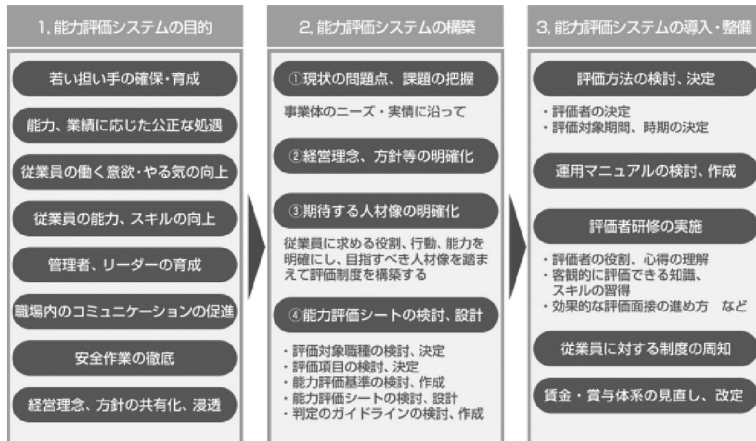 1, 能力評価システムの目的
若い担い手の確保・育成
能力、業績に応じた公正な処遇
従業員の働く意欲・やる気の向上
従業員の能力、スキルの向上
管理者、リーダーの育成
職場内のコミュニケーションの促進
安全作業の徹底
経営理念、方針の共有化、浸透
2, 能力評価システムの構築
①現状の問題点、課題の把握
事業体のニーズ・実情に沿って
②経営理念、方針等の明確化
③期待する人材像の明確化
従業員に求める役割、行動、能力を
明確にし、目指すべき人材像を踏ま
えて評価制度を構築する
④能力評価シートの検討、設計
・評価対象職種の検討、決定
・評価項目の検討、決定
・能力評価基準の検討、作成
・能力評価シートの検討、設計
・判定のガイドラインの検討、作成
3, 能力評価システムの導入・整備
評価方法の検討、決定
・評価者の決定
・評価対象期間、時期の決定
運用マニュアルの検討、作成
評価者研修の実施
・評価者の役割、心得の理解
・客観的に評価できる知識、
スキルの習得
・効果的な評価面接の進め方 など
従業員に対する制度の周知
賃金・賞与体系の見直し、改定